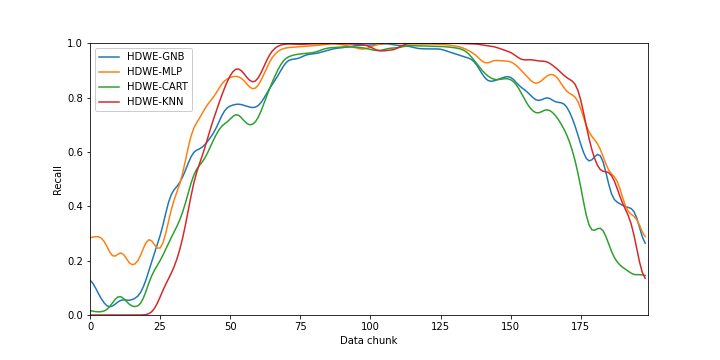 HDWE-GNB
HDWE-MLP
HDWE-CART
HDWE-KNN
Recall
1.0
0.8
0.6
0.4
0.2
0.0
0 25 50 75 100 125 150 175
Data chunk